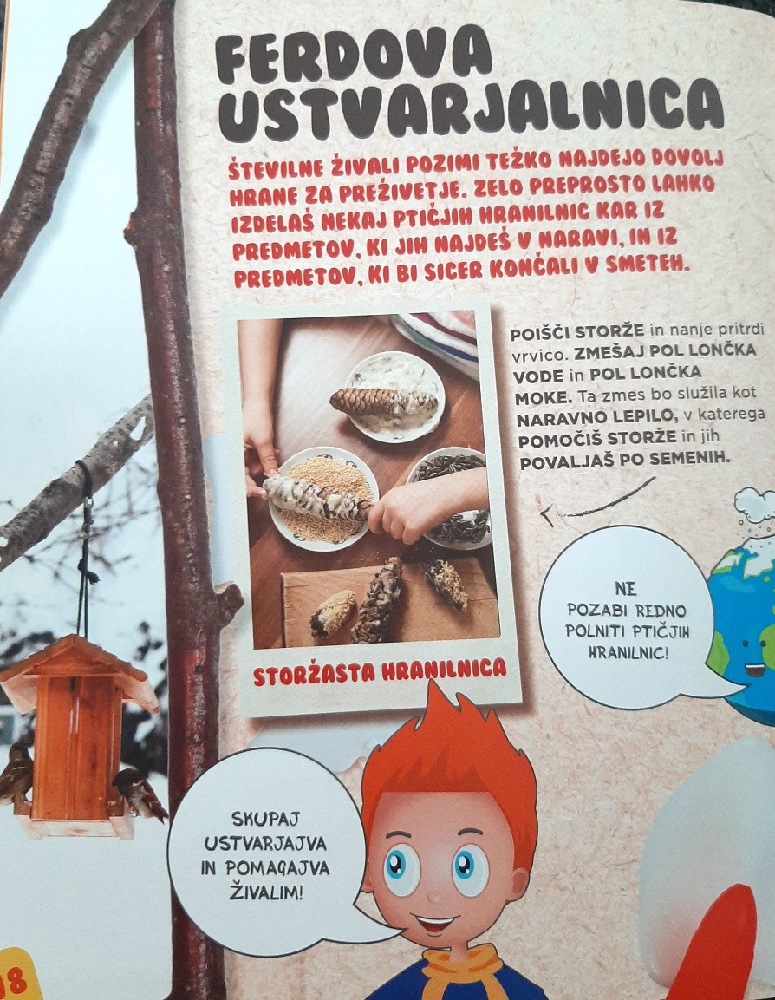 FERDOVA
USTVARJALNICA
ŠTEVILNE ŽIVALI POZIMI TEŽKO NAJDEJO DOVOLJ
HRANE ZA PREŽIVETJE. ZELO PREPROSTO LAHKO
IZDELAŠ NEKAJ PTIČJIH HRANILNIC KAR IZ
PREDMETOV, KI JIH NAJDEŠ V NARAVI, IN IZ
PREDMETOV, KI BI SICER KONČALI V SMETEH.
POIŠČI STORŽE in nanje pritrdi
vrvico. ZMEŠAJ POL LONČKA
VODE in POL LONČKA
MOKE. Ta zmes bo služila kot
NARAVNO LEPILO, v katerega
POMOČIŠ STORŽE in jih
POVALJAŠ PO SEMENIH.
STORŽASTA HRANILNICA
NE
POZABI REDNO
POLNITI PTIČJIH
HRANILNIC!
SKUPAJ
USTVARJAJVA
IN POMAGAJVA
ŽIVALIM!